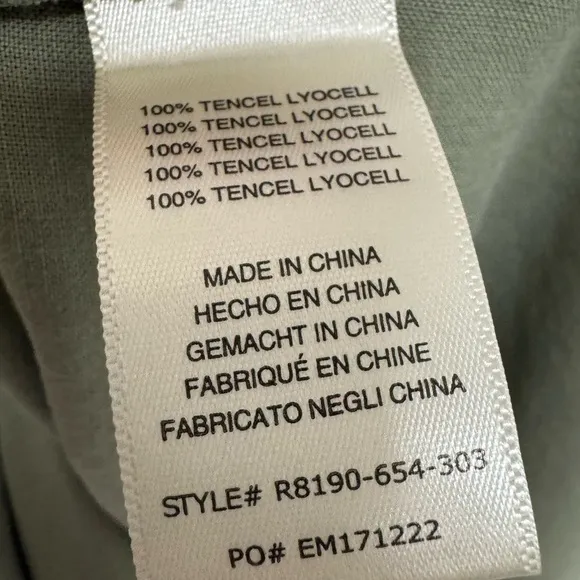 100% TENCEL LYOCELL
100% TENCEL LYOCELL
100% TENCEL LYOCELL
100% TENCEL LYOCELL
100% TENCEL LYOCELL
MADE IN CHINA
HECHO EN CHINA
GEMACHT IN CHINA
FABRIQUÉ EN CHINE
FABRICATO NEGLI CHINA
STYLE# R8190-654-303
PO# EM171222